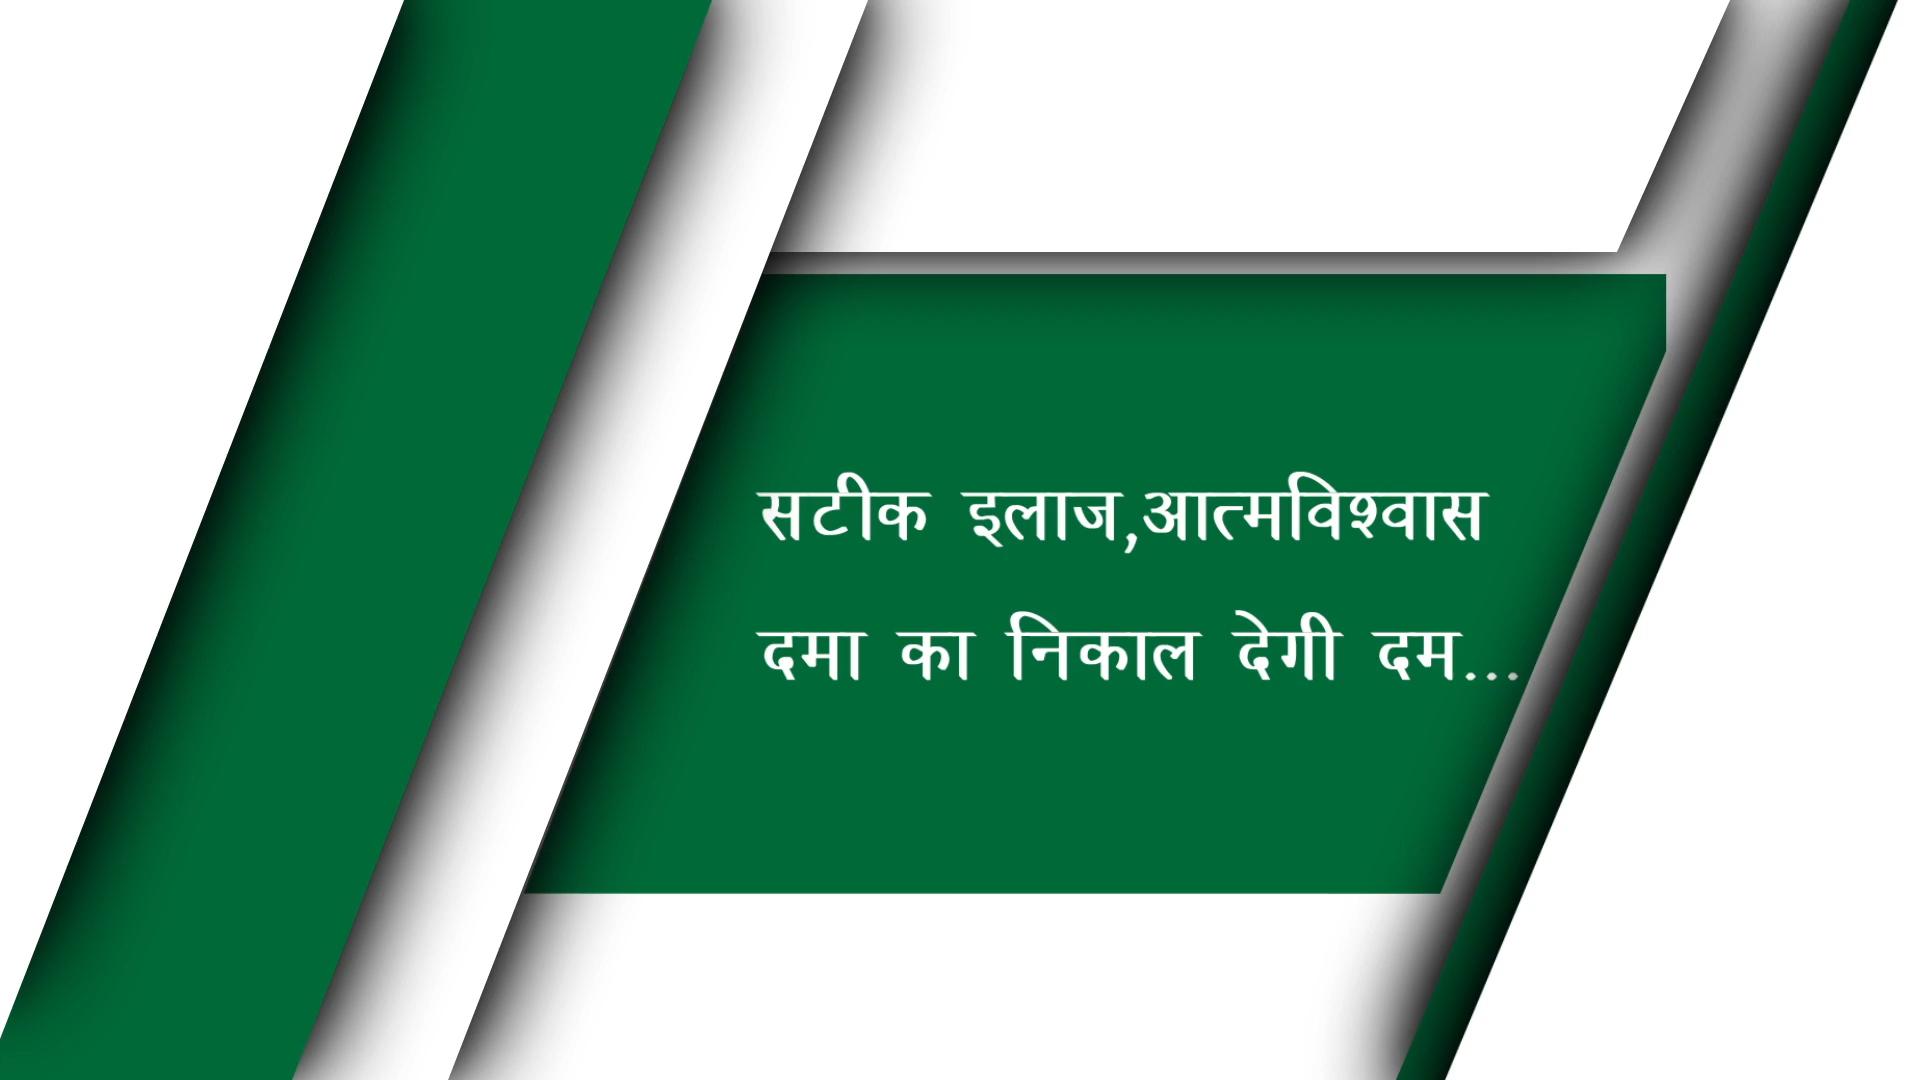 सटीक इलाज,आत्मविश्वास
दमा का निकाल देगी दम...